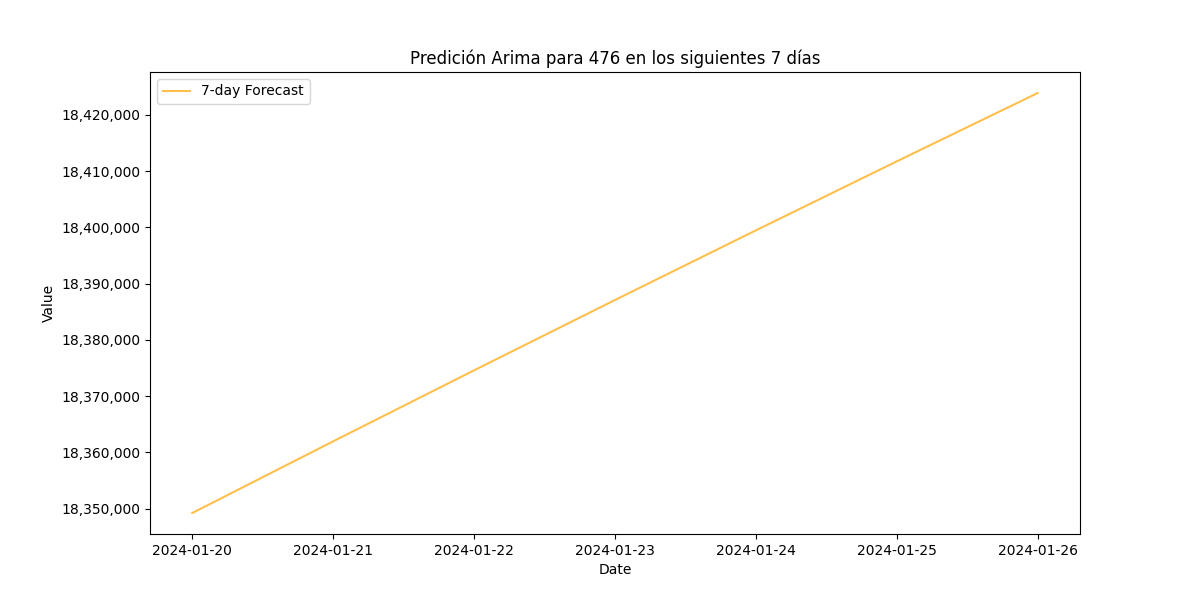 Predición Arima para 476 en los siguientes 7 días
7-day Forecast
Value
18,420,000
18,410,000
18,400,000
18,390,000
18,380,000
18,370,000
18,360,000
18,350,000
2024-01-20 2024-01-21 2024-01-22 2024-01-23 2024-01-24 2024-01-25 2024-01-26
Date